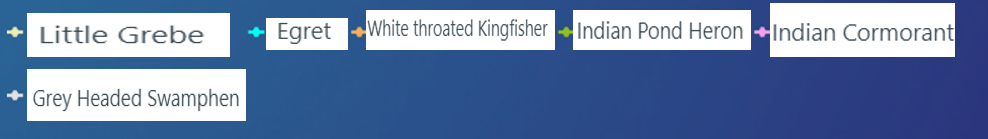 Little Grebe Egret White throated Kingfisher Indian Pond Heron Indian Cormorant
Grey Headed Swamphen